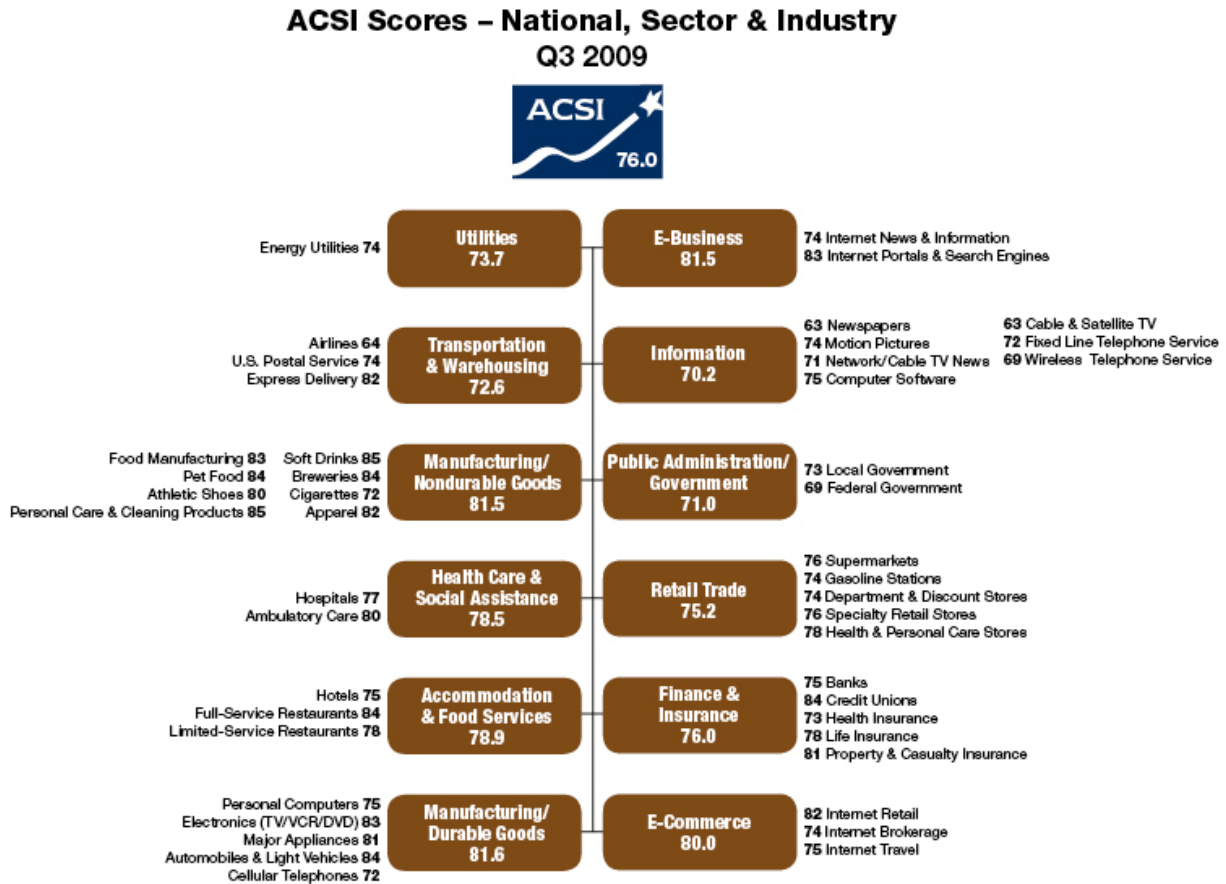 ACSI Scores – National, Sector & Industry
Q3 2009
ACSI
76.0
Energy Utilities 74
Utilities
73.7
E-Business
81.5
74 Internet News & Information
83 Internet Portals & Search Engines
Airlines 64
U.S. Postal Service 74
Express Delivery 82
Transportation
& Warehousing
72.6
Information
70.2
63 Newspapers
74 Motion Pictures
71 Network/Cable TV News
75 Computer Software
63 Cable & Satellite TV
72 Fixed Line Telephone Service
69 Wireless Telephone Service
Food Manufacturing 83
Pet Food 84
Athletic Shoes 80
Personal Care & Cleaning Products 85
Soft Drinks 85
Breweries 84
Cigarettes 72
Apparel 82
Manufacturing/
Nondurable Goods
81.5
Public Administration/
Government
71.0
73 Local Government
69 Federal Government
Hospitals 77
Ambulatory Care 80
Health Care &
Social Assistance
78.5
Retail Trade
75.2
76 Supermarkets
74 Gasoline Stations
74 Department & Discount Stores
76 Specialty Retail Stores
78 Health & Personal Care Stores
Hotels 75
Full-Service Restaurants 84
Limited-Service Restaurants 78
Accommodation
& Food Services
78.9
Finance &
Insurance
76.0
75 Banks
84 Credit Unions
73 Health Insurance
78 Life Insurance
81 Property & Casualty Insurance
Personal Computers 75
Electronics (TV/VCR/DVD) 83
Major Appliances 81
Automobiles & Light Vehicles 84
Cellular Telephones 72
Manufacturing/
Durable Goods
81.6
E-Commerce
80.0
82 Internet Retail
74 Internet Brokerage
75 Internet Travel